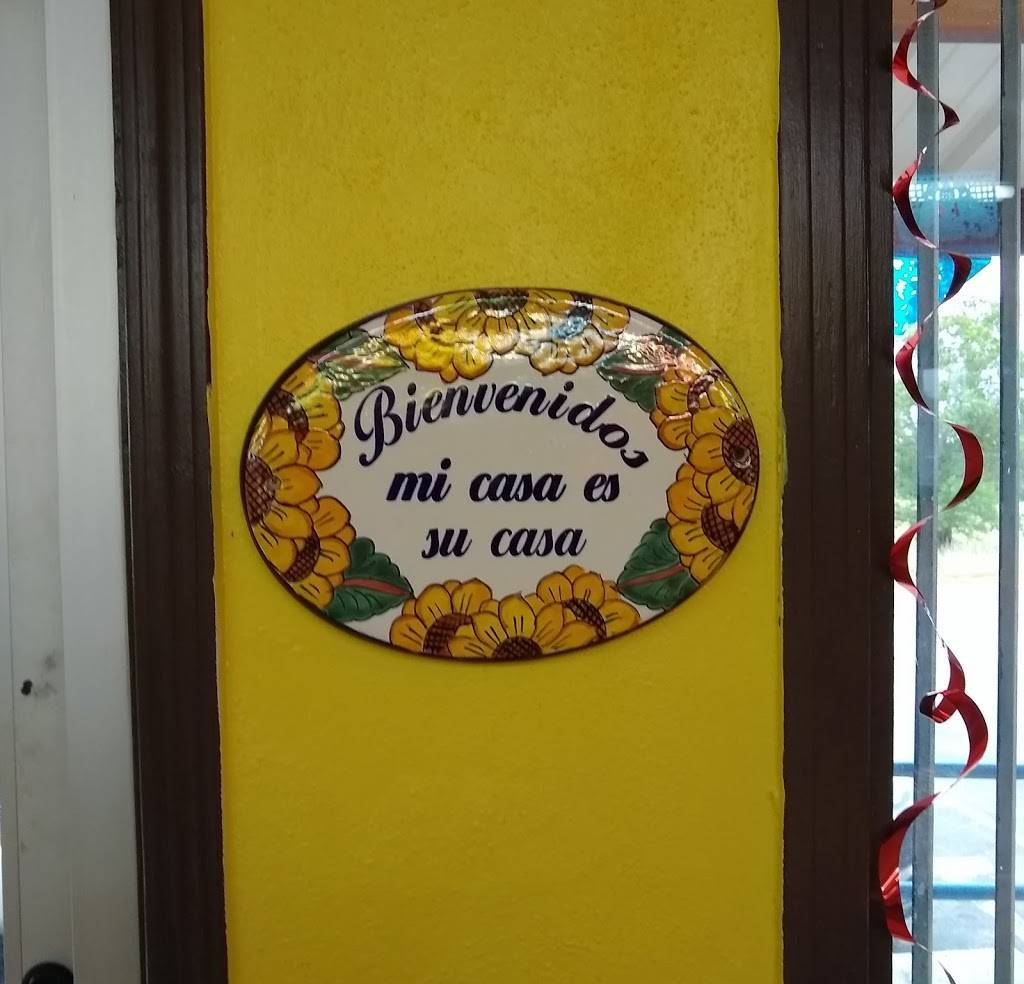 Bienvenidos
mi casa es
su casa